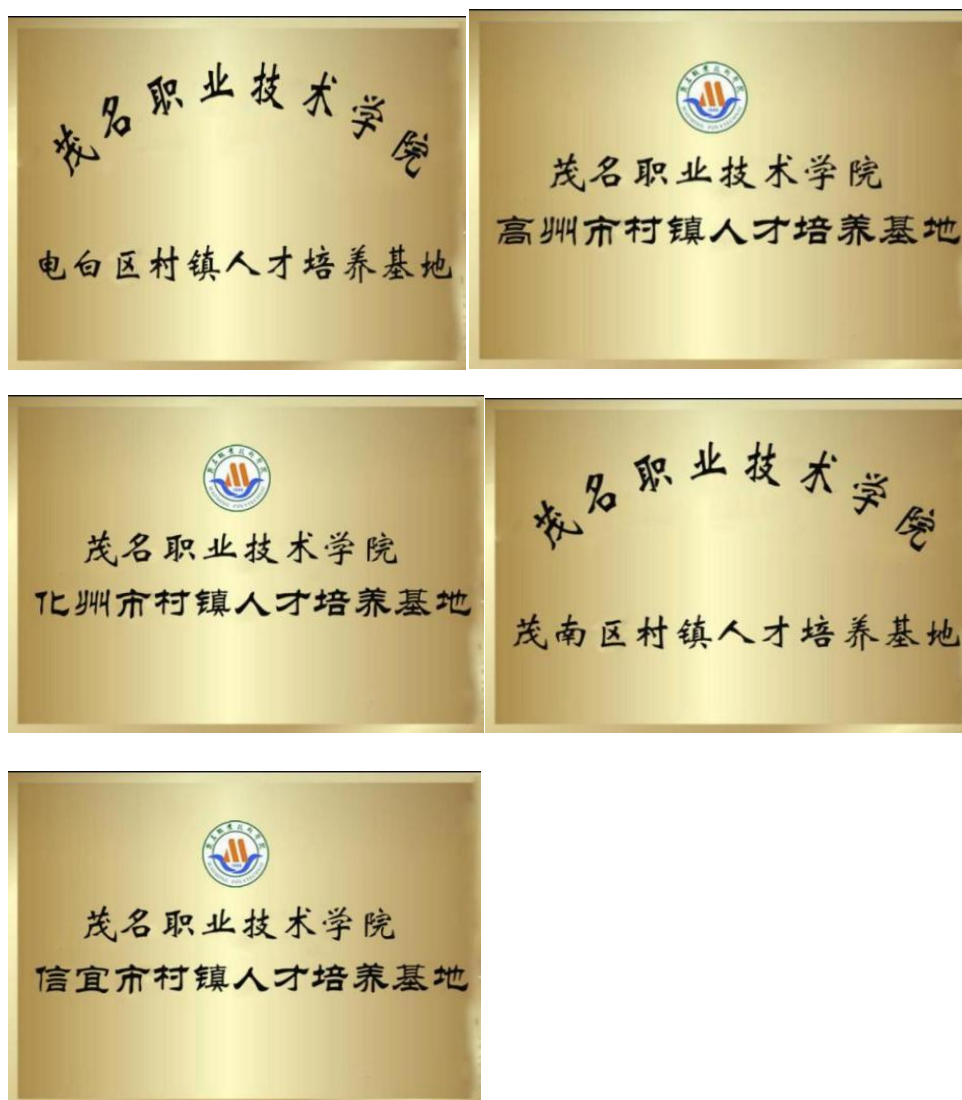 茂名职业技术学院
电白区村镇人才培养基地
茂名职业技术学院
高州市村镇人才培养基地
茂名职业技术学院
化州市村镇人才培养基地
茂名职业技术学院
茂南区村镇人才培养基地
茂名职业技术学院
信宜市村镇人才培养基地